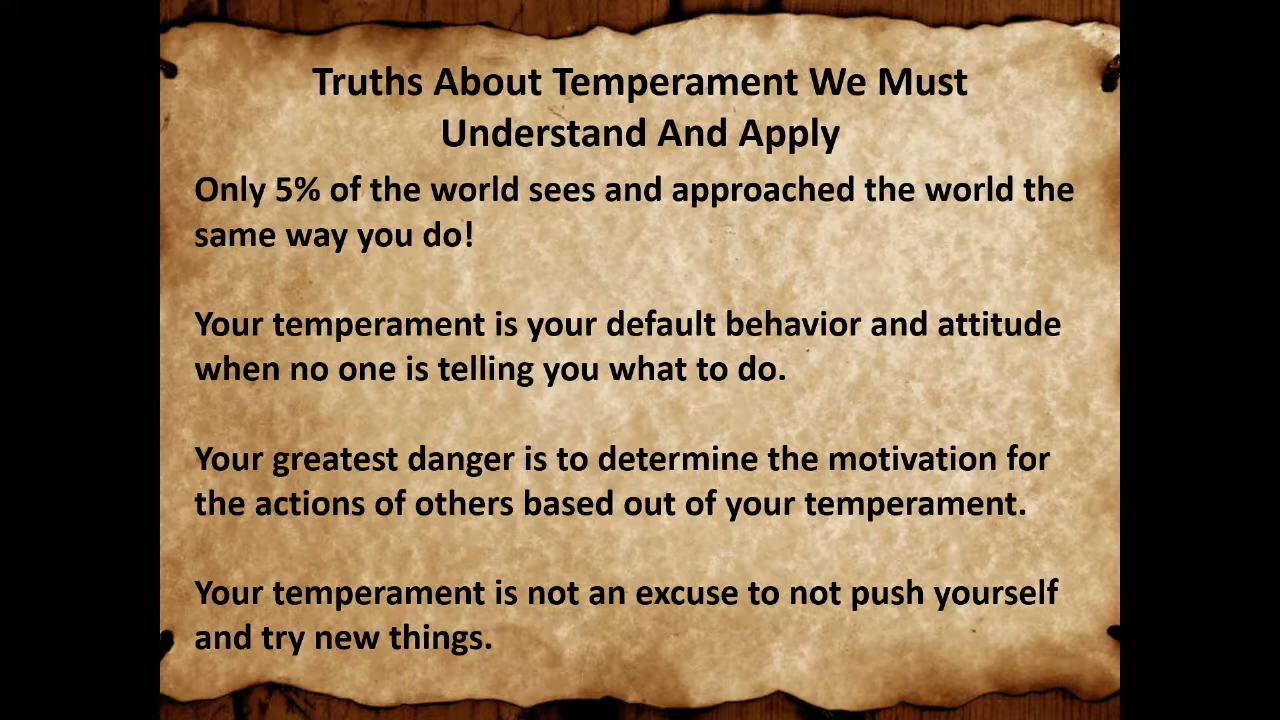 Truths About Temperament We Must
Understand And Apply
Only 5% of the world sees and approached the world the
same way you do!
Your temperament is your default behavior and attitude
when no one is telling you what to do.
Your greatest danger is to determine the motivation for
the actions of others based out of your temperament.
Your temperament is not an excuse to not push yourself
and try new things.